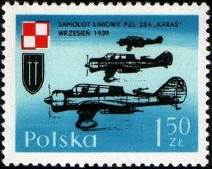 SAMOLOT LINIOWY PZL 23A „KARAŚ"
WRZESIEŃ 1939
POLSKA
1 50
ZŁ